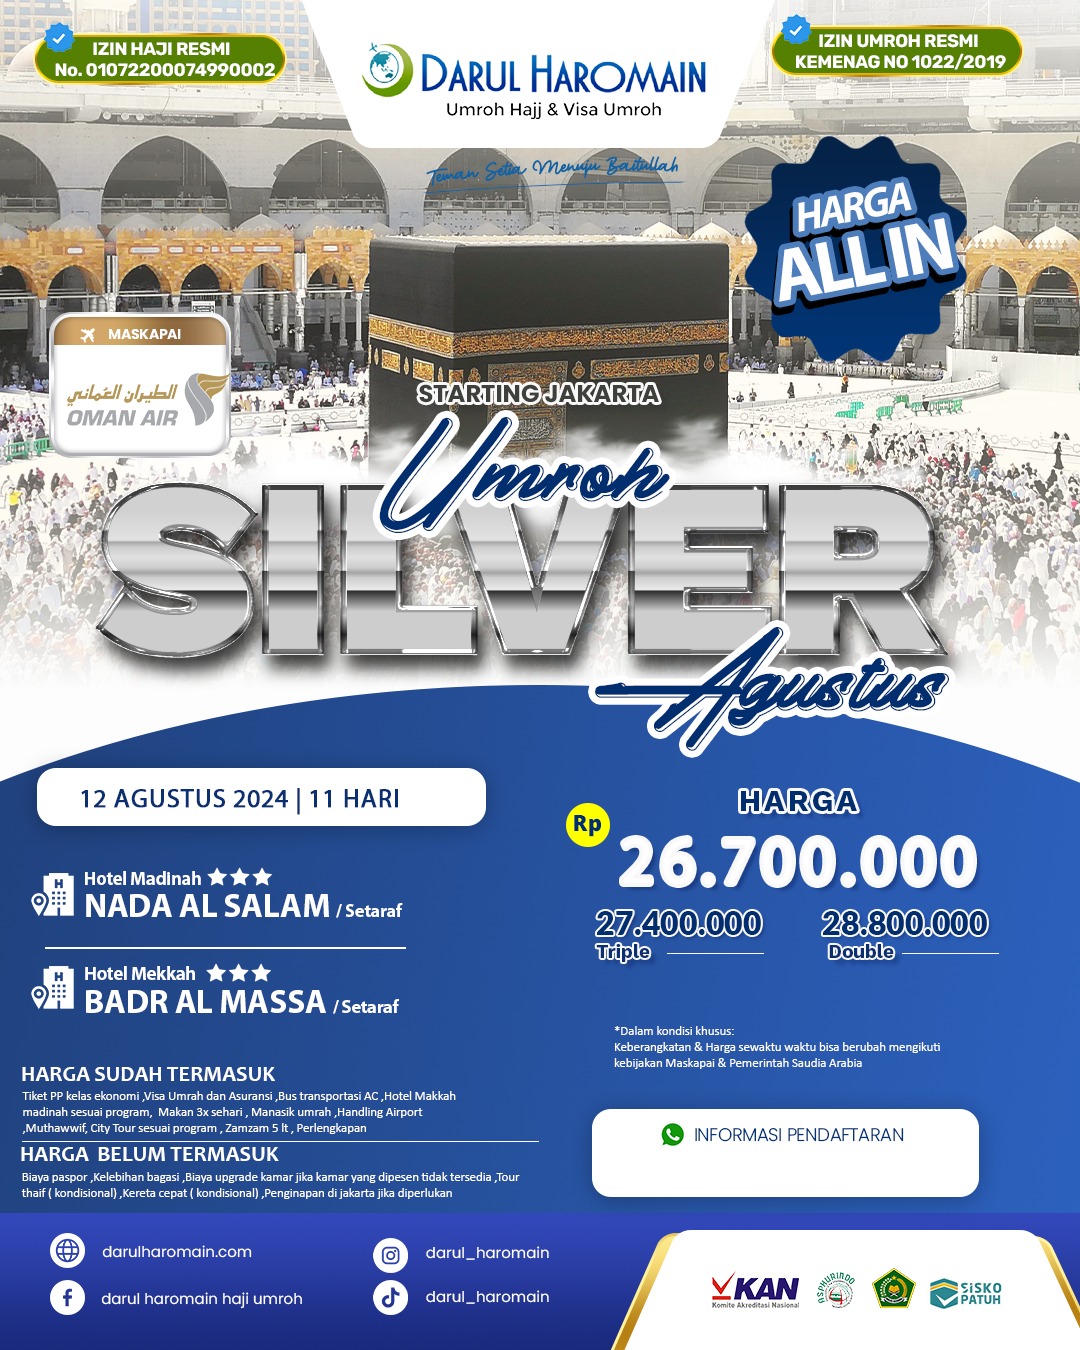 IZIN HAJI RESMI
No. 01072200074990002
DARUL HAROMAIN
Umroh Hajj & Visa Umroh
IZIN UMROH RESMI
KEMENAG NO 1022/2019
Teman Setia Menuju Baitullah
HARGA
ALL IN
MASKAPAI
الطيران العماني
OMAN AIR
STARTING JAKARTA
Umroh
SILVER
Agustus
12 AGUSTUS 2024 | 11 HARI
Hotel Madinah
NADA AL SALAM / Setaraf
Hotel Mekkah
BADR AL MASSA / Setaraf
HARGA
Rp
26.700.000
27.400.000
Triple
28.800.000
Double
*Dalam kondisi khusus:
Keberangkatan & Harga sewaktu waktu bisa berubah mengikuti
kebijakan Maskapai & Pemerintah Saudia Arabia
HARGA SUDAH TERMASUK
Tiket PP kelas ekonomi ,Visa Umrah dan Asuransi ,Bus transportasi AC ,Hotel Makkah
madinah sesuai program, Makan 3x sehari , Manasik umrah ,Handling Airport
,Muthawwif, City Tour sesuai program , Zamzam 5 lt , Perlengkapan
HARGA BELUM TERMASUK
Biaya paspor ,Kelebihan bagasi ,Biaya upgrade kamar jika kamar yang dipesen tidak tersedia ,Tour
thaif ( kondisional) ,Kereta cepat ( kondisional) ,Penginapan di jakarta jika diperlukan
INFORMASI PENDAFTARAN
darulharomain.com
darul haromain haji umroh
darul_haromain
darul_haromain
KAN
Komite Akreditasi Nasional
ASPHURINDO
SISKO
PATUH